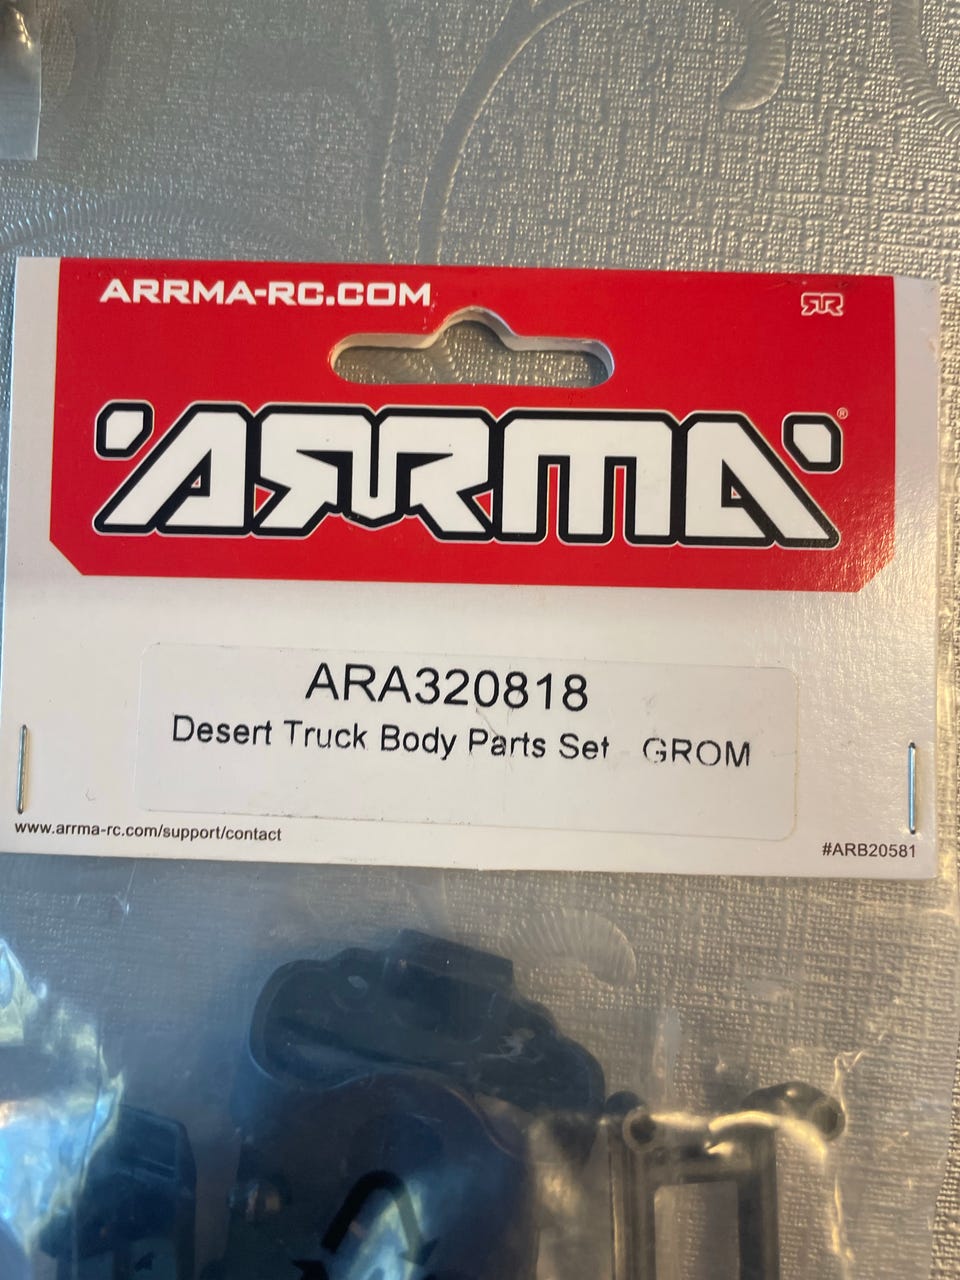 ARRMA-RC.COM
ARRMA®
ARA320818
Desert Truck Body Parts Set GROM
www.arrma-rc.com/support/contact
#ARB20581